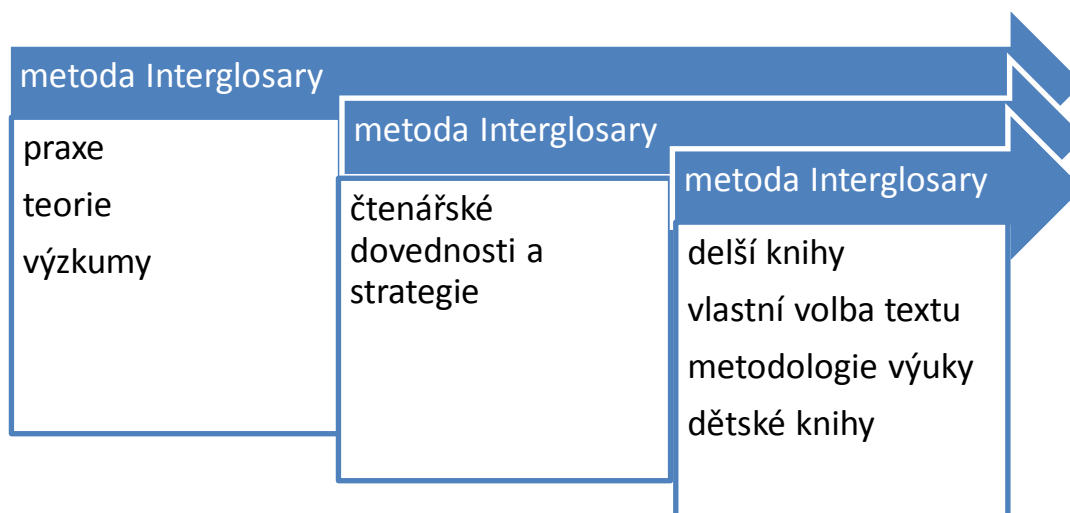 metoda Interglosary
praxe
teorie
výzkumy
metoda Interglosary
čtenářské
dovednosti a
strategie
metoda Interglosary
delší knihy
vlastní volba textu
metodologie výuky
dětské knihy